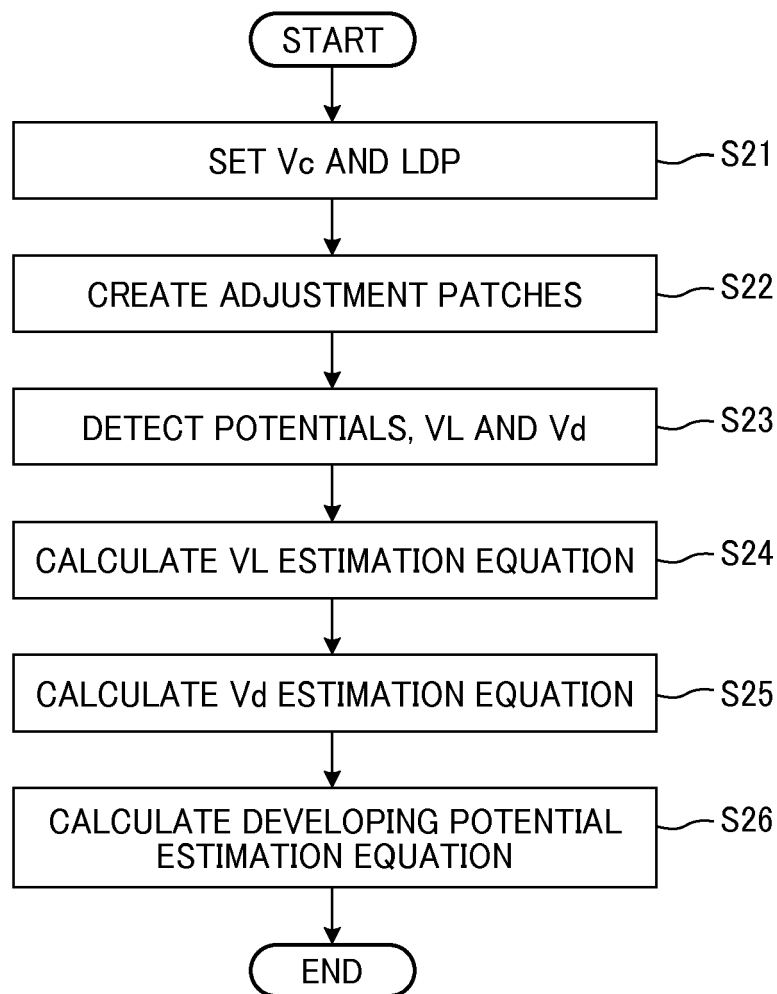 START
SET Vc AND LDP
S21
CREATE ADJUSTMENT PATCHES
S22
DETECT POTENTIALS, VL AND Vd
S23
CALCULATE VL ESTIMATION EQUATION
S24
CALCULATE Vd ESTIMATION EQUATION
S25
CALCULATE DEVELOPING POTENTIAL
ESTIMATION EQUATION
S26
END